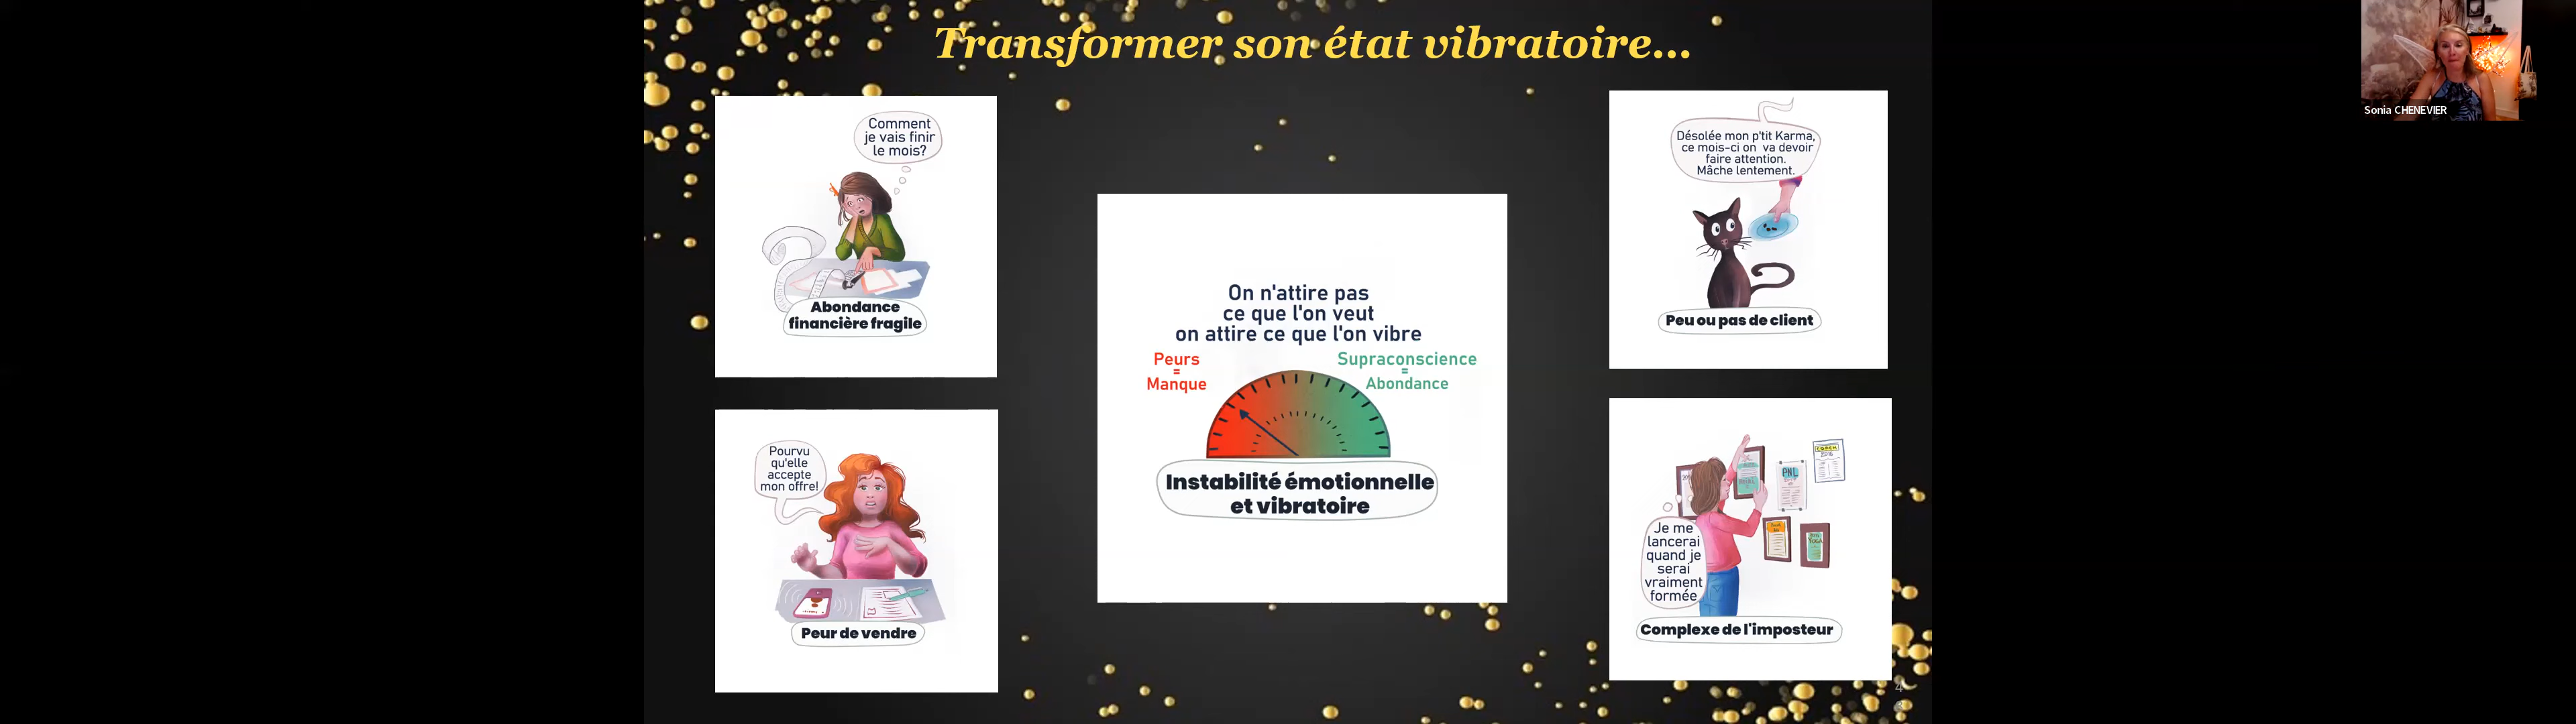 Transformer son état vibratoire...
Sonia CHENEVIER
Comment
je vais finir
le mois?
Abondance
financière fragile
Désolée mon p'tit Karma,
ce mois-ci on va devoir
faire attention.
Mâche lentement.
Peu ou pas de client
On n'attire pas
ce que l'on veut
on attire ce que l'on vibre
Peurs
=
Manque
Supraconscience
=
Abondance
Instabilité émotionnelle
et vibratoire
Pourvu
qu'elle
accepte
mon offre!
Peur de vendre
Je me
lancerai
quand je
serai
vraiment
formée
COACH
PNL
YOGA
Complexe de l'imposteur
4